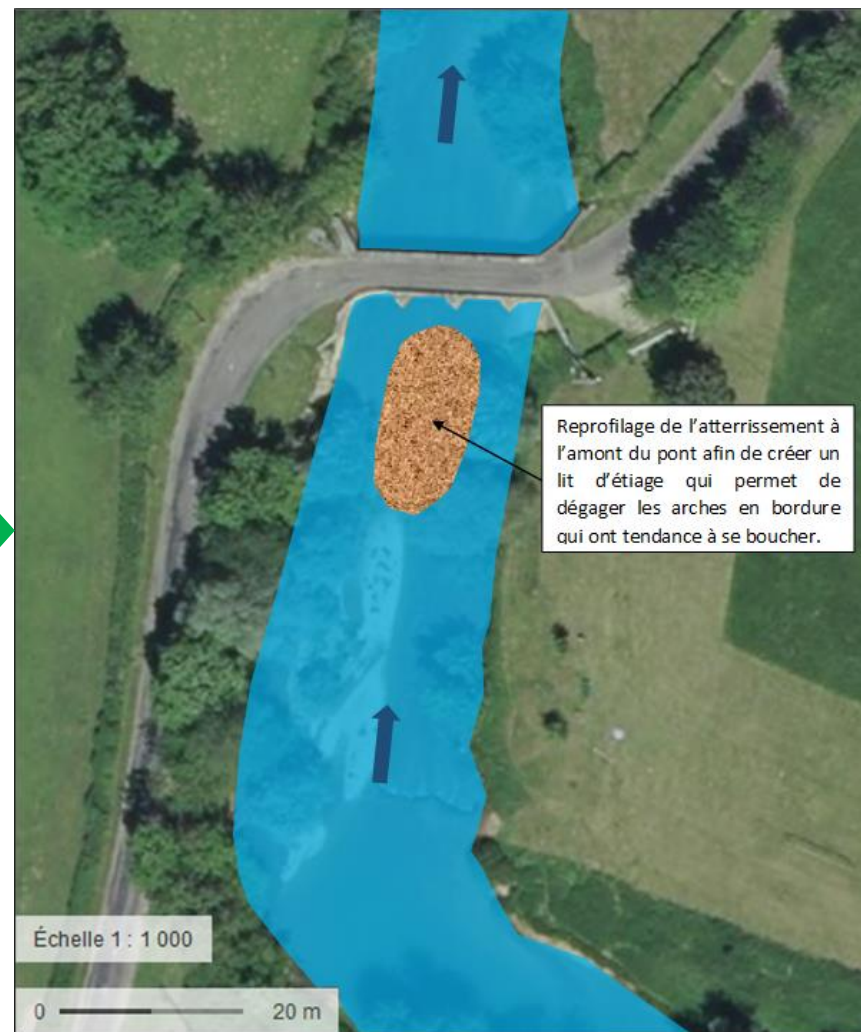 Reprofilage de l’atterrissement à
l’amont du pont afin de créer un
lit d’étiage qui permet de
dégager les arches en bordure
qui ont tendance à se boucher.
Échelle 1 : 1 000
0 20 m